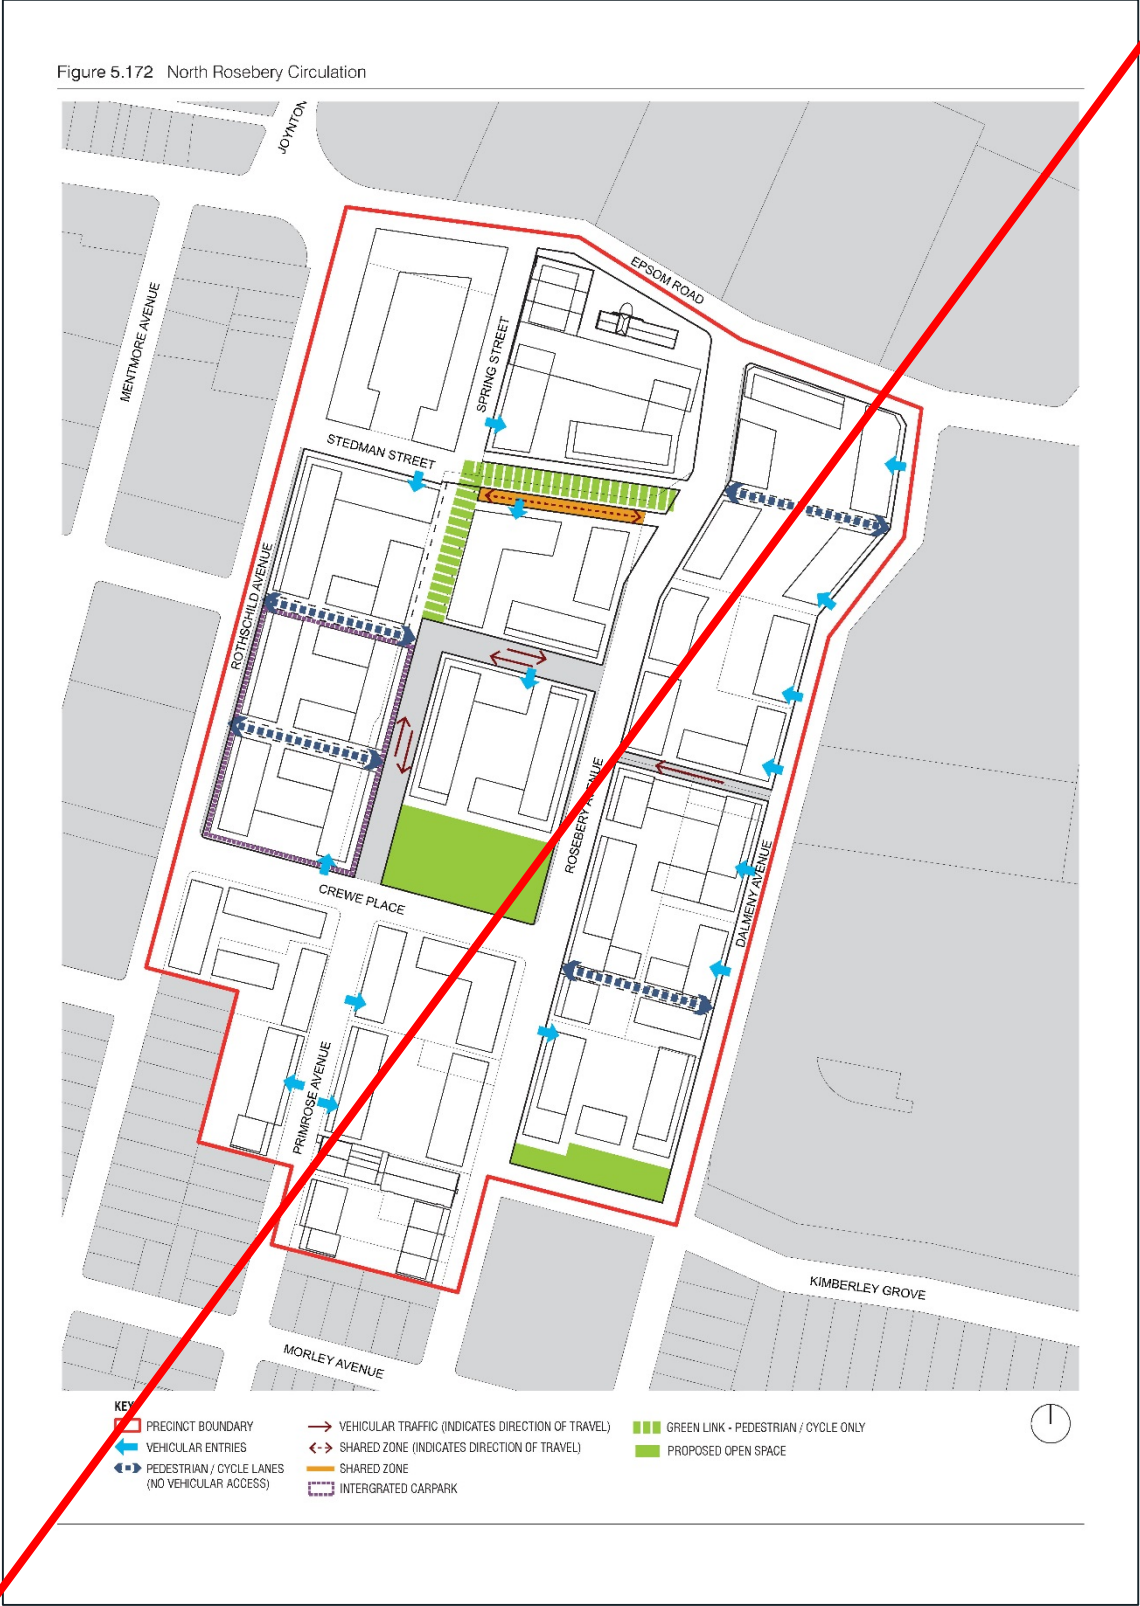 Figure 5.172 North Rosebery Circulation
JOYNTON
EPSOM ROAD
MENTMORE AVENUE
SPRING STREET
STEDMAN STREET
ROTHSCHILD AVENUE
ROSEBERY AVENUE
DALMENY AVENUE
CREWE PLACE
PRIMROSE AVENUE
KIMBERLEY GROVE
MORLEY AVENUE
KEY
PRECINCT BOUNDARY
VEHICULAR ENTRIES
PEDESTRIAN / CYCLE LANES
(NO VEHICULAR ACCESS)
VEHICULAR TRAFFIC (INDICATES DIRECTION OF TRAVEL)
SHARED ZONE (INDICATES DIRECTION OF TRAVEL)
SHARED ZONE
INTERGRATED CARPARK
GREEN LINK - PEDESTRIAN / CYCLE ONLY
PROPOSED OPEN SPACE